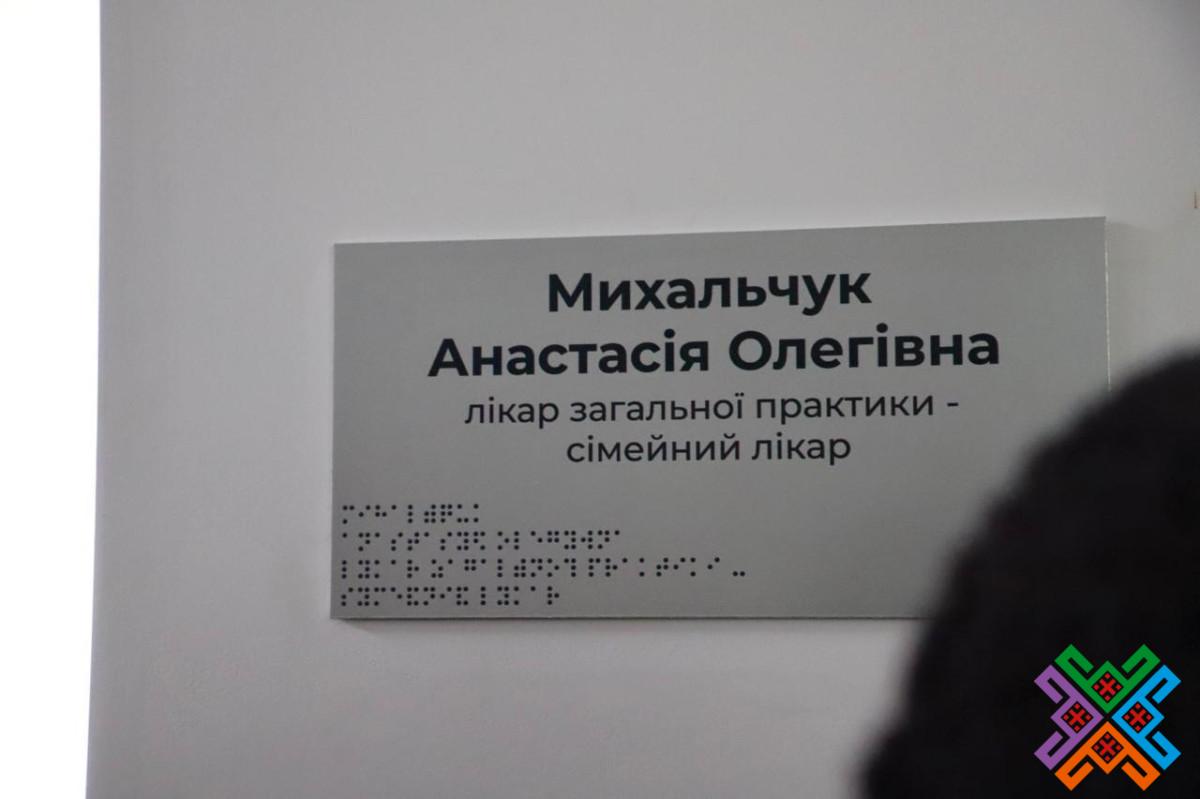 Михальчук
Анастасія Олегівна
лікар загальної практики -
сімейний лікар